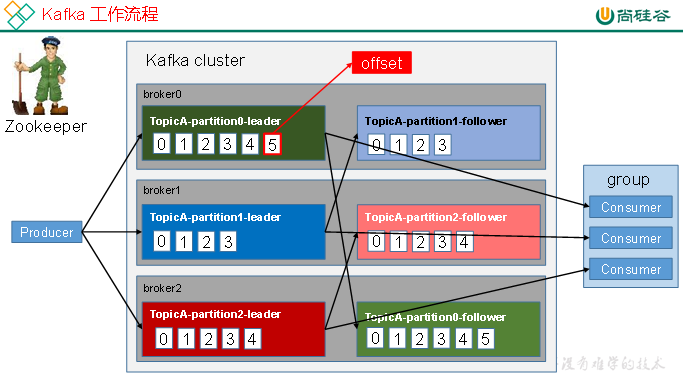 Kafka 工作流程
尚硅谷
Zookeeper
Kafka cluster
offset
broker0
TopicA-partition0-leader
0 1 2 3 4 5
TopicA-partition1-follower
0 1 2 3
broker1
TopicA-partition1-leader
0 1 2 3
TopicA-partition2-follower
0 1 2 3 4
broker2
TopicA-partition2-leader
0 1 2 3 4
TopicA-partition0-follower
0 1 2 3 4 5
Producer
group
Consumer
Consumer
Consumer
没有难学的技术